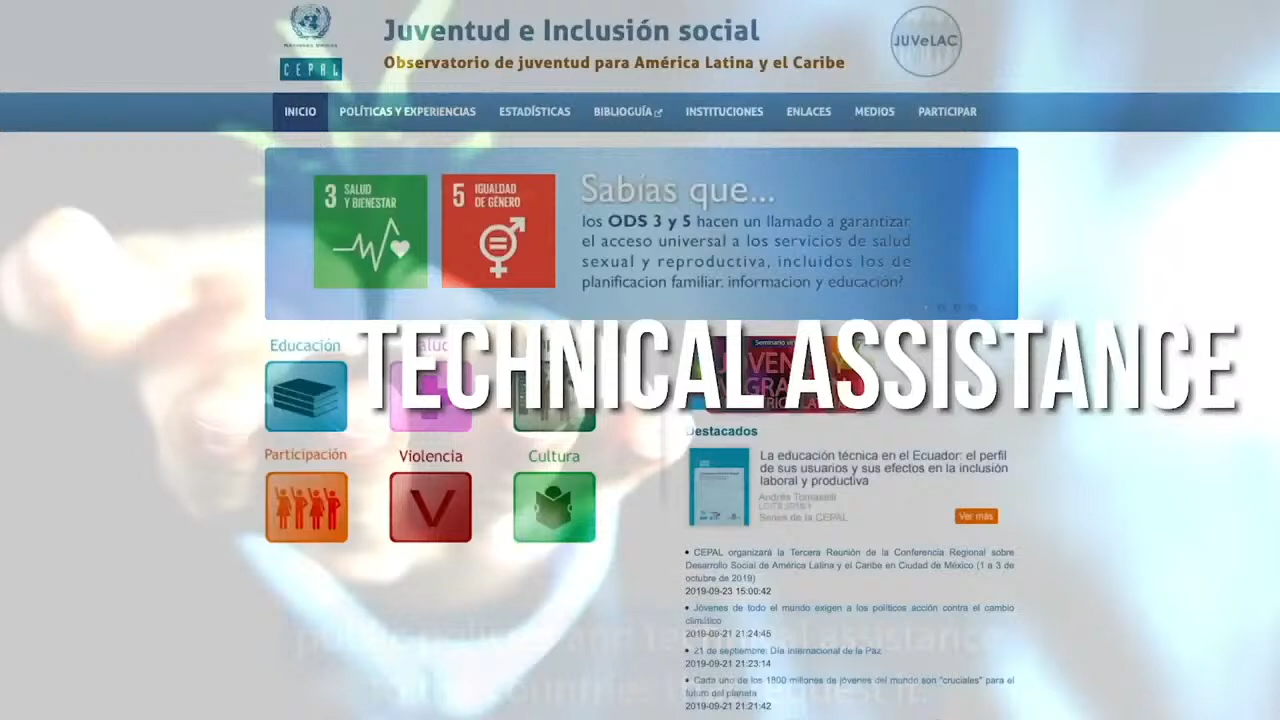 NACIONES UNIDAS
CEPAL
Juventud e Inclusión social
Observatorio de juventud para América Latina y el Caribe
JUVeLAC
INICIO
POLÍTICAS Y EXPERIENCIAS
ESTADÍSTICAS
BIBLIOGUÍA
INSTITUCIONES
ENLACES
MEDIOS
PARTICIPAR
3 SALUD
Y BIENESTAR
5 IGUALDAD
DE GÉNERO
Sabías que...
los ODS 3 y 5 hacen un llamado a garantizar
el acceso universal a los servicios de salud
sexual y reproductiva, incluidos los de
planificacion familiar, informacion y educación?
Educación
Salud
TECHNICAL ASSISTANCE
Participación
Violencia
Cultura
Destacados
La educación técnica en el Ecuador: el perfil
de sus usuarios y sus efectos en la inclusión
laboral y productiva
Andrés Tomaselli
Series de la CEPAL
Ver más
• CEPAL organizará la Tercera Reunión de la Conferencia Regional sobre
Desarrollo Social de América Latina y el Caribe en Ciudad de México (1 a 3 de
octubre de 2019)
2019-09-23 15:00:42
• Jóvenes de todo el mundo exigen a los políticos acción contra el cambio
climático
2019-09-21 21:24:45
• 21 de septiembre: Día Internacional de la Paz
2019-09-21 21:23:14
• Cada uno de los 1800 millones de jóvenes del mundo son "cruciales" para el
futuro del planeta
2019-09-21 21:21:42
technical assistance